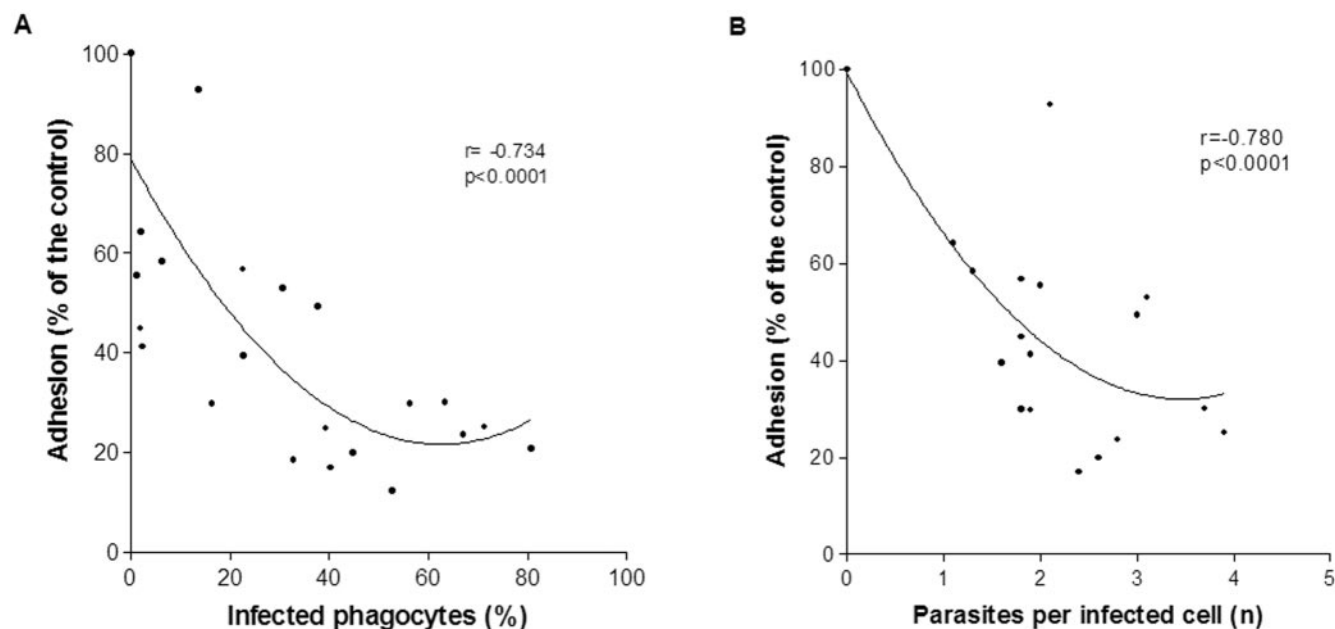 A
Adhesion (% of the control)
100
80
60
40
20
0
r= -0.734
p<0.0001
0 20 40 60 80 100
Infected phagocytes (%)
B
Adhesion (% of the control)
100
80
60
40
20
0
r=-0.780
p<0.0001
0 1 2 3 4 5
Parasites per infected cell (n)